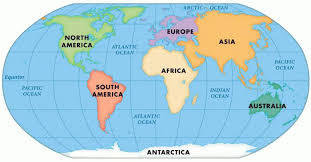 ARCTIC OCEAN
NORTH
AMERICA
EUROPE
ASIA
ATLANTIC
OCEAN
PACIFIC
OCEAN
AFRICA
Equator
PACIFIC
OCEAN
SOUTH
AMERICA
ATLANTIC
OCEAN
INDIAN
OCEAN
AUSTRALIA
ANTARCTICA